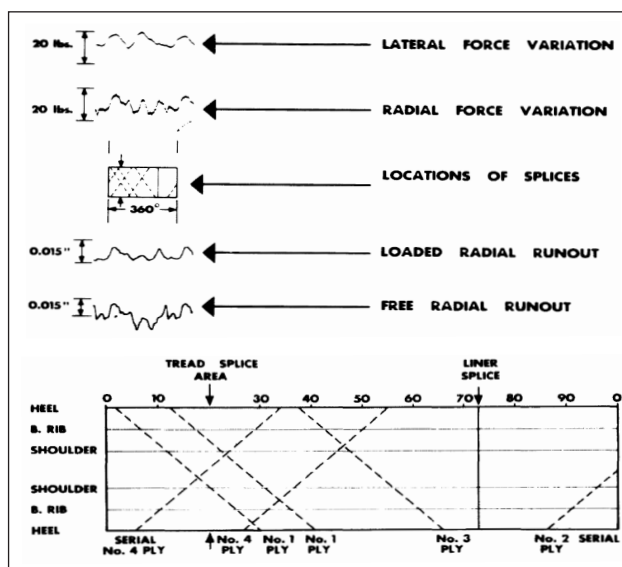 20 lbs.
LATERAL FORCE VARIATION
20 lbs.
RADIAL FORCE VARIATION
LOCATIONS OF SPLICES
360°
0.015"
LOADED RADIAL RUNOUT
0.015"
FREE RADIAL RUNOUT
TREAD SPLICE
AREA
LINER
SPLICE
0 10 20 30 40 50 60 70 80 90 0
HEEL
B. RIB
SHOULDER
SHOULDER
B. RIB
HEEL
SERIAL No. 4 No. 1 No. 1 No. 3 No. 2 SERIAL
No. 4 PLY PLY PLY PLY PLY PLY